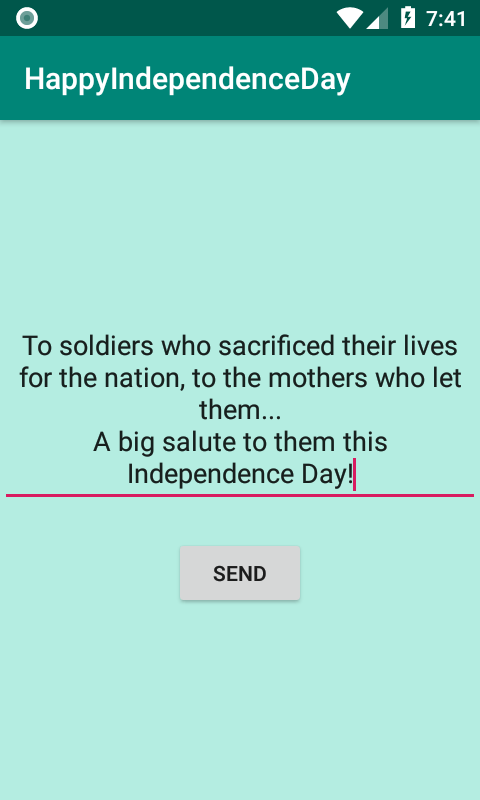 7:41
HappyIndependenceDay
To soldiers who sacrificed their lives
for the nation, to the mothers who let
them...
A big salute to them this
Independence Day!
SEND